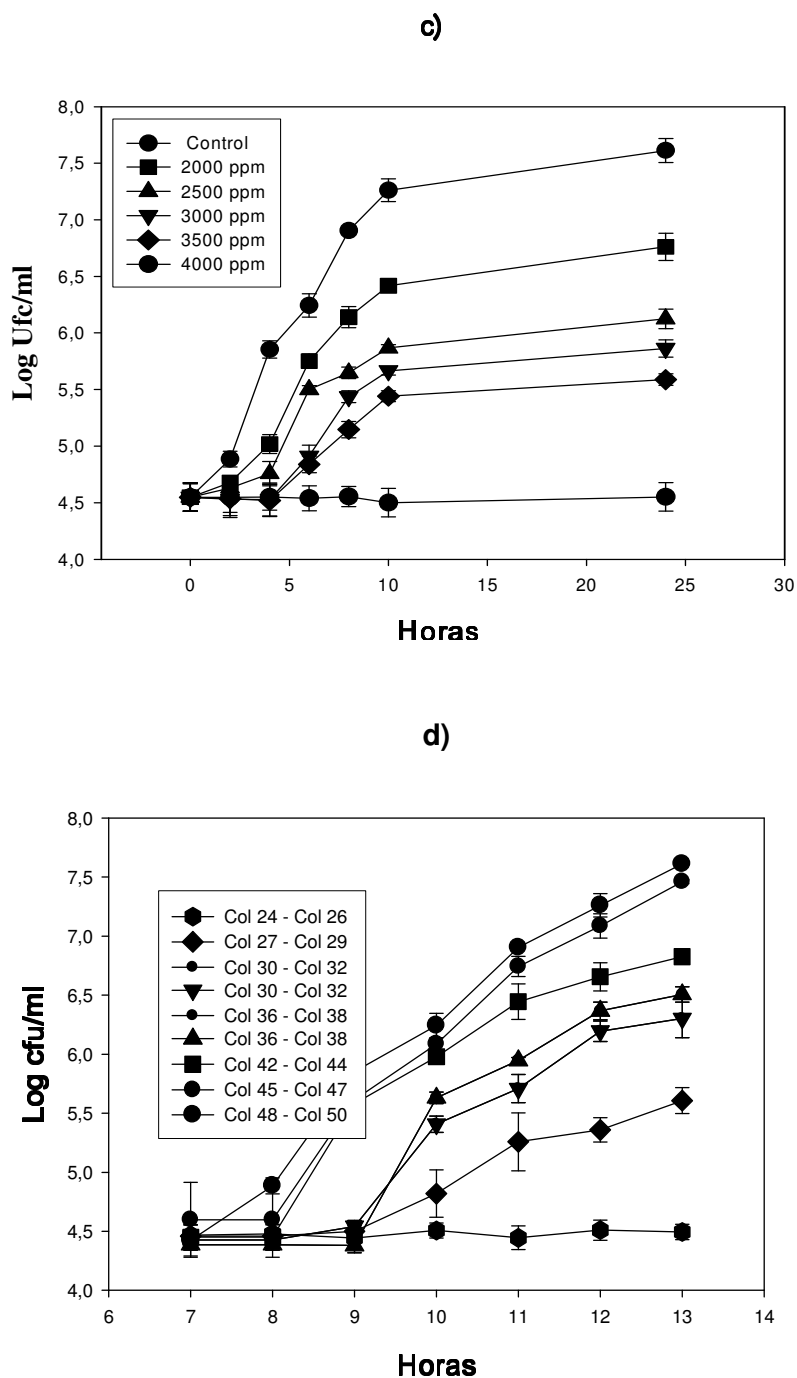 c)
8,0
7,5
7,0
6,5
6,0
5,5
5,0
4,5
4,0
Log Ufc/ml
Control
2000 ppm
2500 ppm
3000 ppm
3500 ppm
4000 ppm
0 5 10 15 20 25 30
Horas
d)
8,0
7,5
7,0
6,5
6,0
5,5
5,0
4,5
4,0
Log cfu/ml
Col 24 - Col 26
Col 27 - Col 29
Col 30 - Col 32
Col 30 - Col 32
Col 36 - Col 38
Col 36 - Col 38
Col 42 - Col 44
Col 45 - Col 47
Col 48 - Col 50
6 7 8 9 10 11 12 13 14
Horas